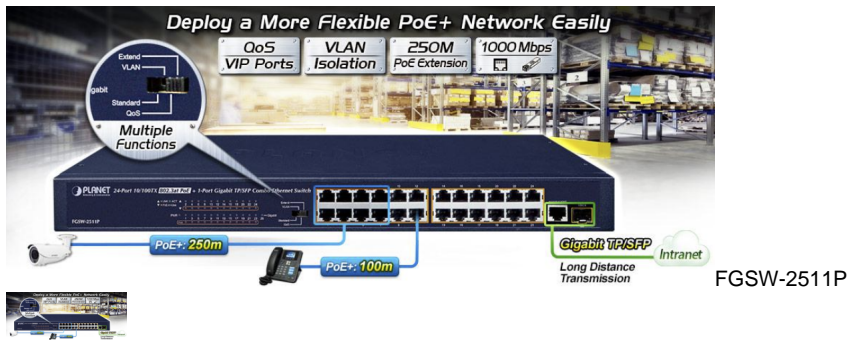 Deploy a More Flexible PoE+ Network Easily
QoS
VIP Ports
VLAN
Isolation
250M
PoE Extension
1000 Mbps
Extend
VLAN
gabit
Standard
QoS
Multiple
Functions
PLANET
24-Port 10/100TX 802.3at PoE + 1-Port Gigabit TP/SFP Combo Ethernet Switch
FGSW-2511P
PoE+: 250m
PoE+: 100m
Gigabit TP/SFP
Intranet
Long Distance
Transmission
FGSW-2511P